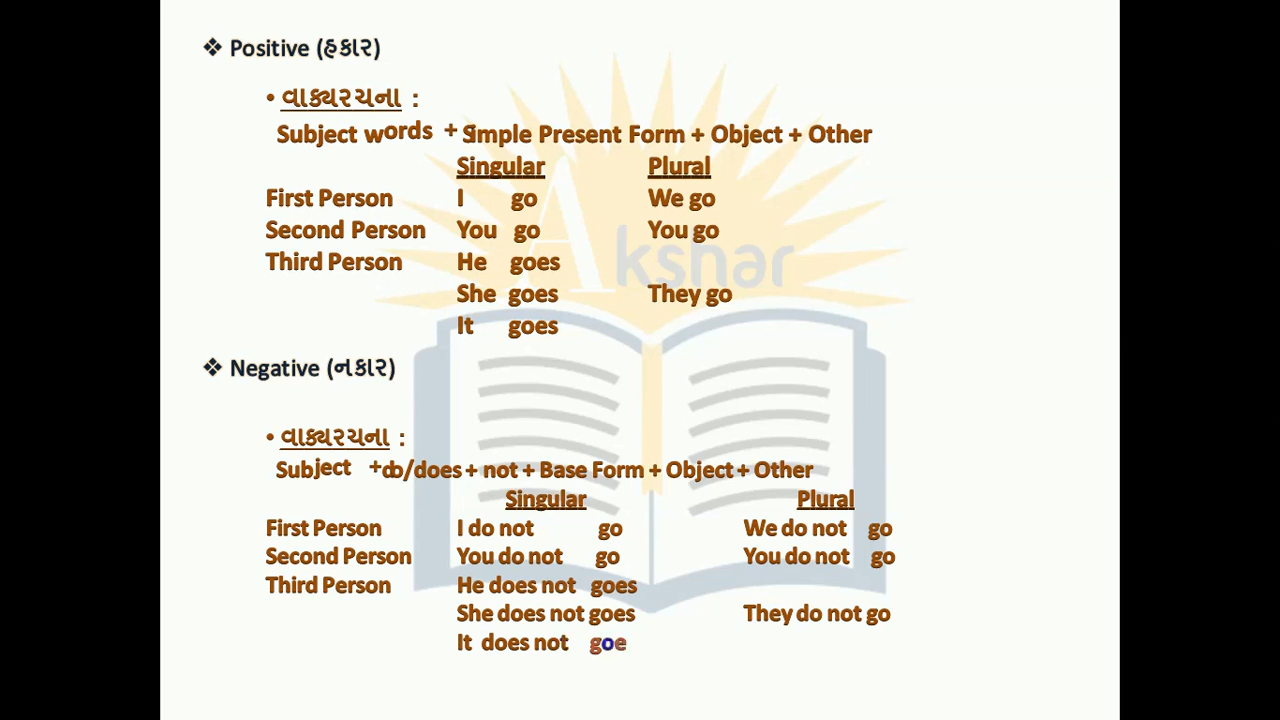 ❖ Positive (હકાર)
• વાક્યરચના :
Subject words + Simple Present Form + Object + Other
Singular Plural
First Person I go We go
Second Person You go You go
Third Person He goes
She goes They go
It goes
Akshar
❖ Negative (નકાર)
• વાક્યરચના :
Subject +do/does + not + Base Form + Object + Other
Singular Plural
First Person I do not go We do not go
Second Person You do not go You do not go
Third Person He does not goes
She does not goes They do not go
It does not goe